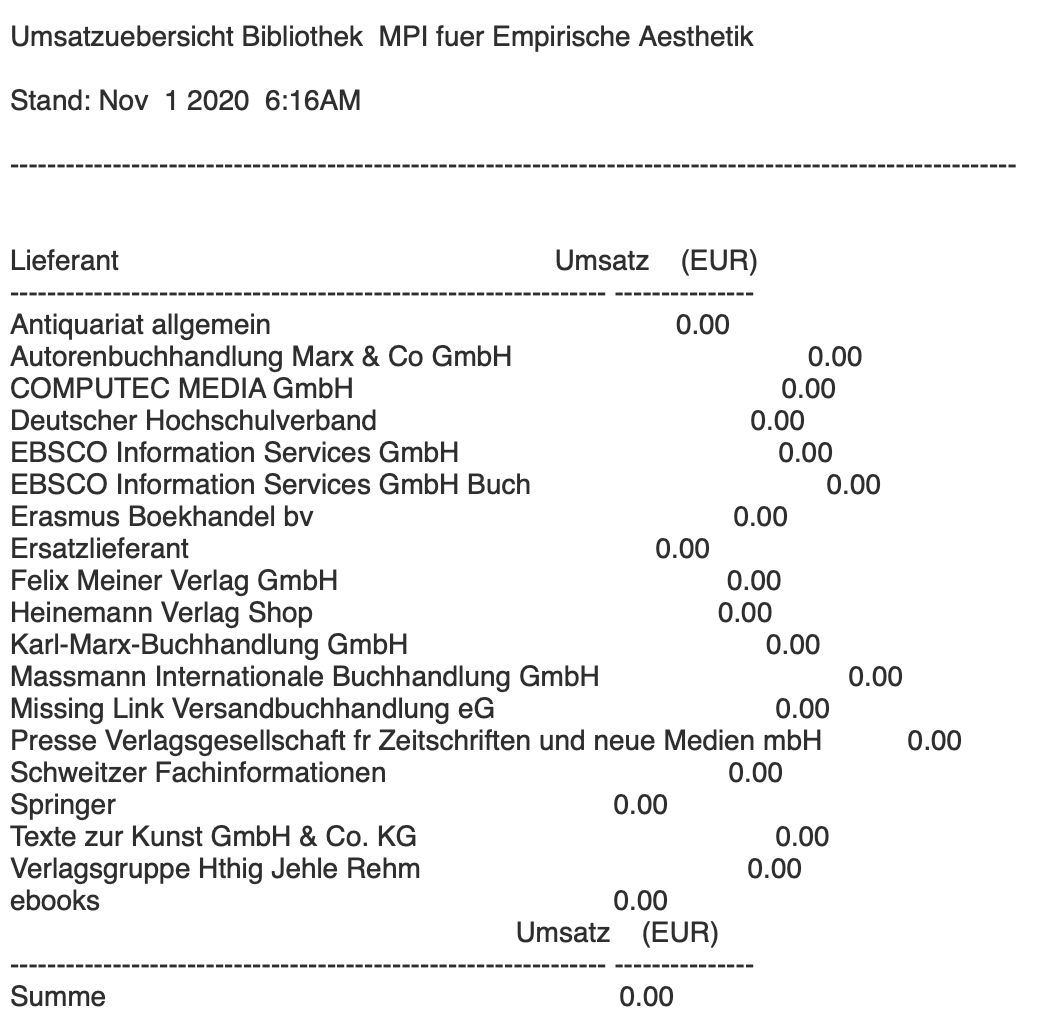 Umsatzuebersicht Bibliothek  MPI fuer Empirische Aesthetik
Stand: Nov  1 2020  6:16AM
------------------------------------------------------------------------------------------------------------
Lieferant Umsatz (EUR)
---------------------------------------------------------------- ---------------
Antiquariat allgemein 0.00
Autorenbuchhandlung Marx & Co GmbH 0.00
COMPUTEC MEDIA GmbH 0.00
Deutscher Hochschulverband 0.00
EBSCO Information Services GmbH 0.00
EBSCO Information Services GmbH Buch 0.00
Erasmus Boekhandel bv 0.00
Ersatzlieferant 0.00
Felix Meiner Verlag GmbH 0.00
Heinemann Verlag Shop 0.00
Karl-Marx-Buchhandlung GmbH 0.00
Massmann Internationale Buchhandlung GmbH 0.00
Missing Link Versandbuchhandlung eG 0.00
Presse Verlagsgesellschaft fr Zeitschriften und neue Medien mbH 0.00
Schweitzer Fachinformationen 0.00
Springer 0.00
Texte zur Kunst GmbH & Co. KG 0.00
Verlagsgruppe Hthig Jehle Rehm 0.00
ebooks 0.00
Umsatz (EUR)
---------------------------------------------------------------- ---------------
Summe 0.00